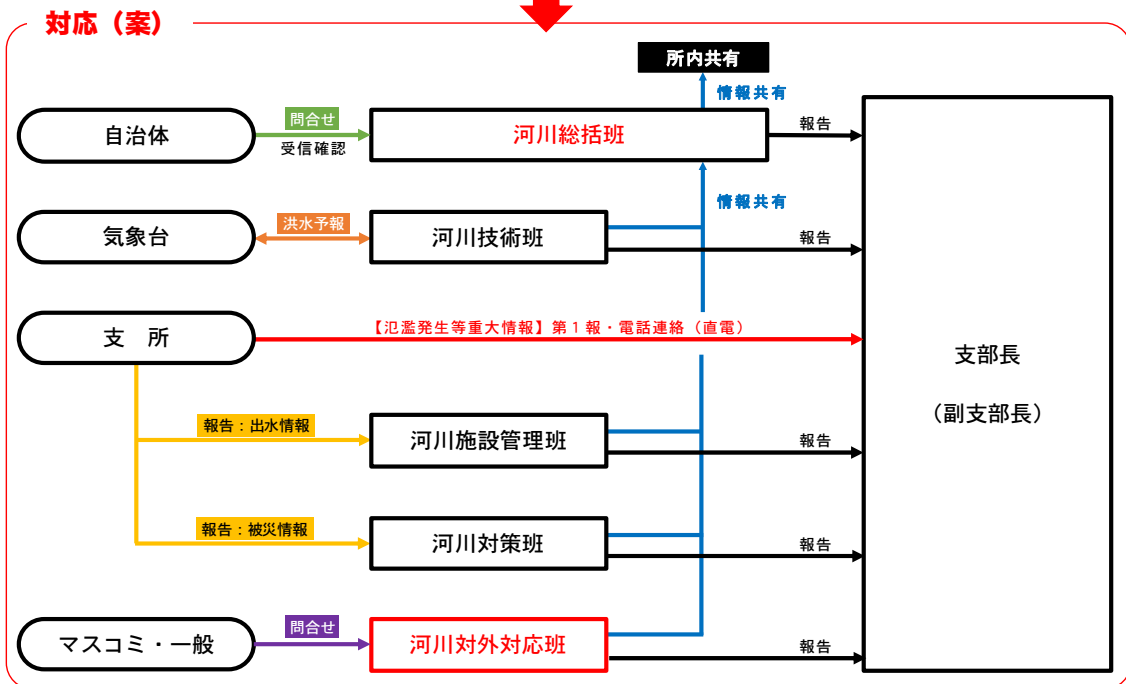 対応（案）
所内共有
情報共有
自治体
問合せ
受信確認
河川総括班
報告
情報共有
気象台
洪水予報
河川技術班
報告
支　所
【氾濫発生等重大情報】第１報・電話連絡（直電）
支部長
（副支部長）
報告：出水情報
河川施設管理班
報告
報告：被災情報
河川対策班
報告
マスコミ・一般
問合せ
河川対外対応班
報告